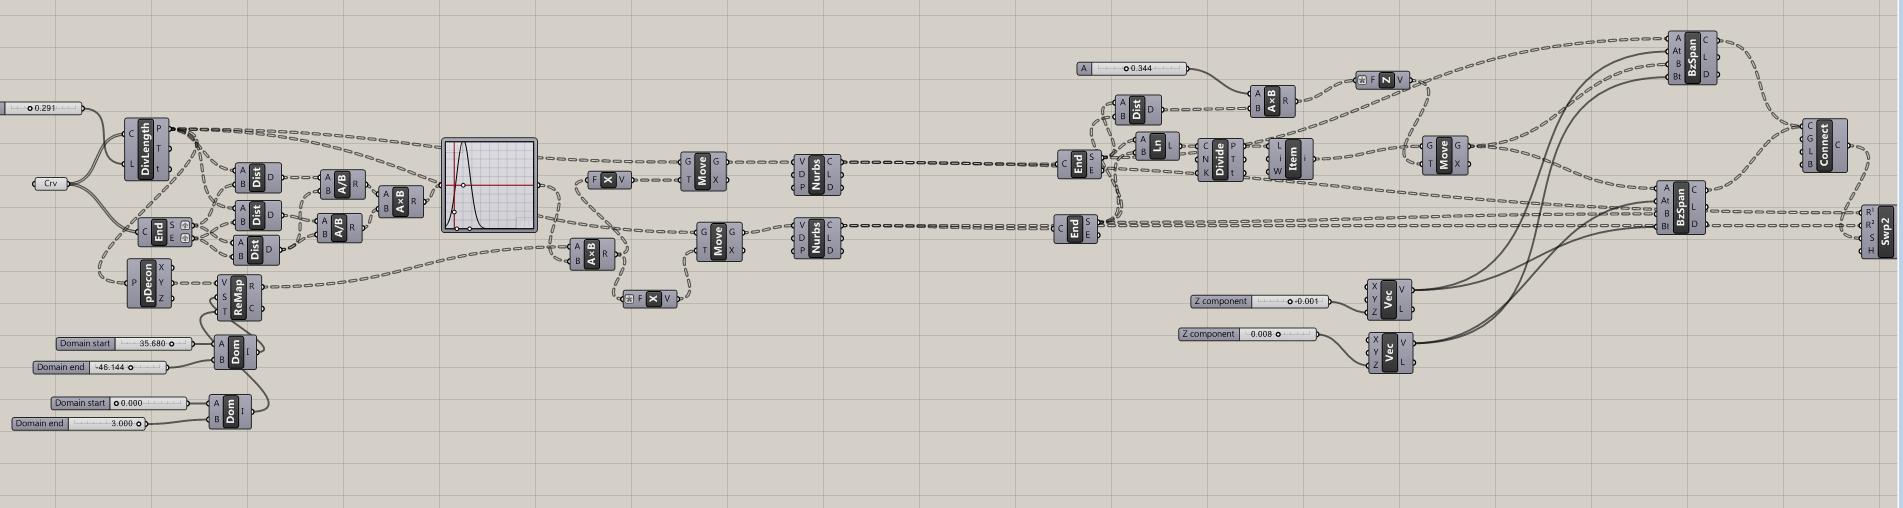 0.291
C L DivLength P T t
Crv
C End S E
A B Dist D
A B Dist D
A B Dist D
A B A/B R
A B A/B R
A B A×B R
P pDecon X Y Z
V S T ReMap R C
Domain start 35.680
Domain end -46.144
A B Dom I
Domain start 0.000
Domain end 3.000
A B Dom I
A B A×B R
F X V
F X V
G T Move G X
G T Move G X
V D P Nurbs C L D
V D P Nurbs C L D
C End S E
C End S E
A 0.344
A B Dist D
A B Ln L
C N K Divide P T t
L i W Item i
A B A×B R
F Z V
G T Move G X
Z component -0.001
X Y Z Vec V L
Z component 0.008
X Y Z Vec V L
A At B Bt BzSpan C L D
A At B Bt BzSpan C L D
C G L B Connect C
R¹ R² S H Swp2